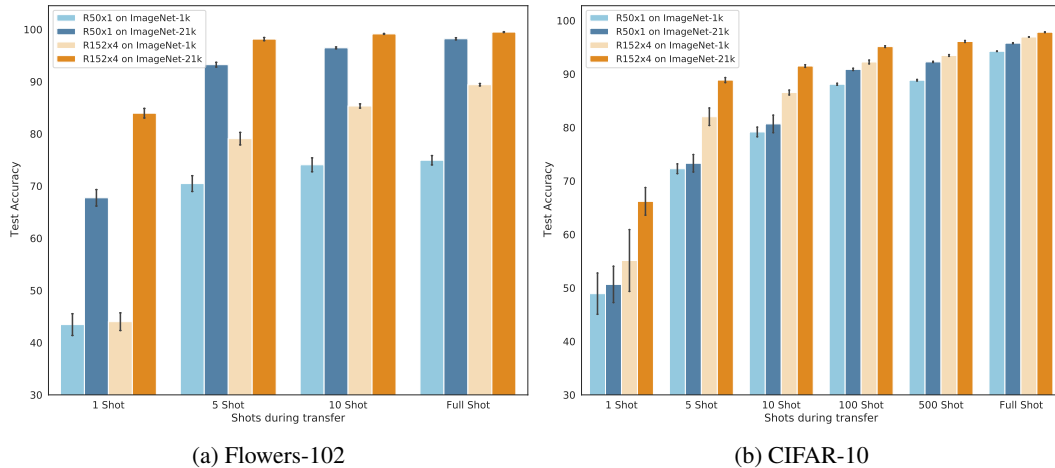 R50x1 on ImageNet-1k
R50x1 on ImageNet-21k
R152x4 on ImageNet-1k
R152x4 on ImageNet-21k
Test Accuracy
100
90
80
70
60
50
40
30
1 Shot
5 Shot
10 Shot
Full Shot
Shots during transfer
(a) Flowers-102
R50x1 on ImageNet-1k
R50x1 on ImageNet-21k
R152x4 on ImageNet-1k
R152x4 on ImageNet-21k
Test Accuracy
100
90
80
70
60
50
40
30
1 Shot
5 Shot
10 Shot
100 Shot
500 Shot
Full Shot
Shots during transfer
(b) CIFAR-10